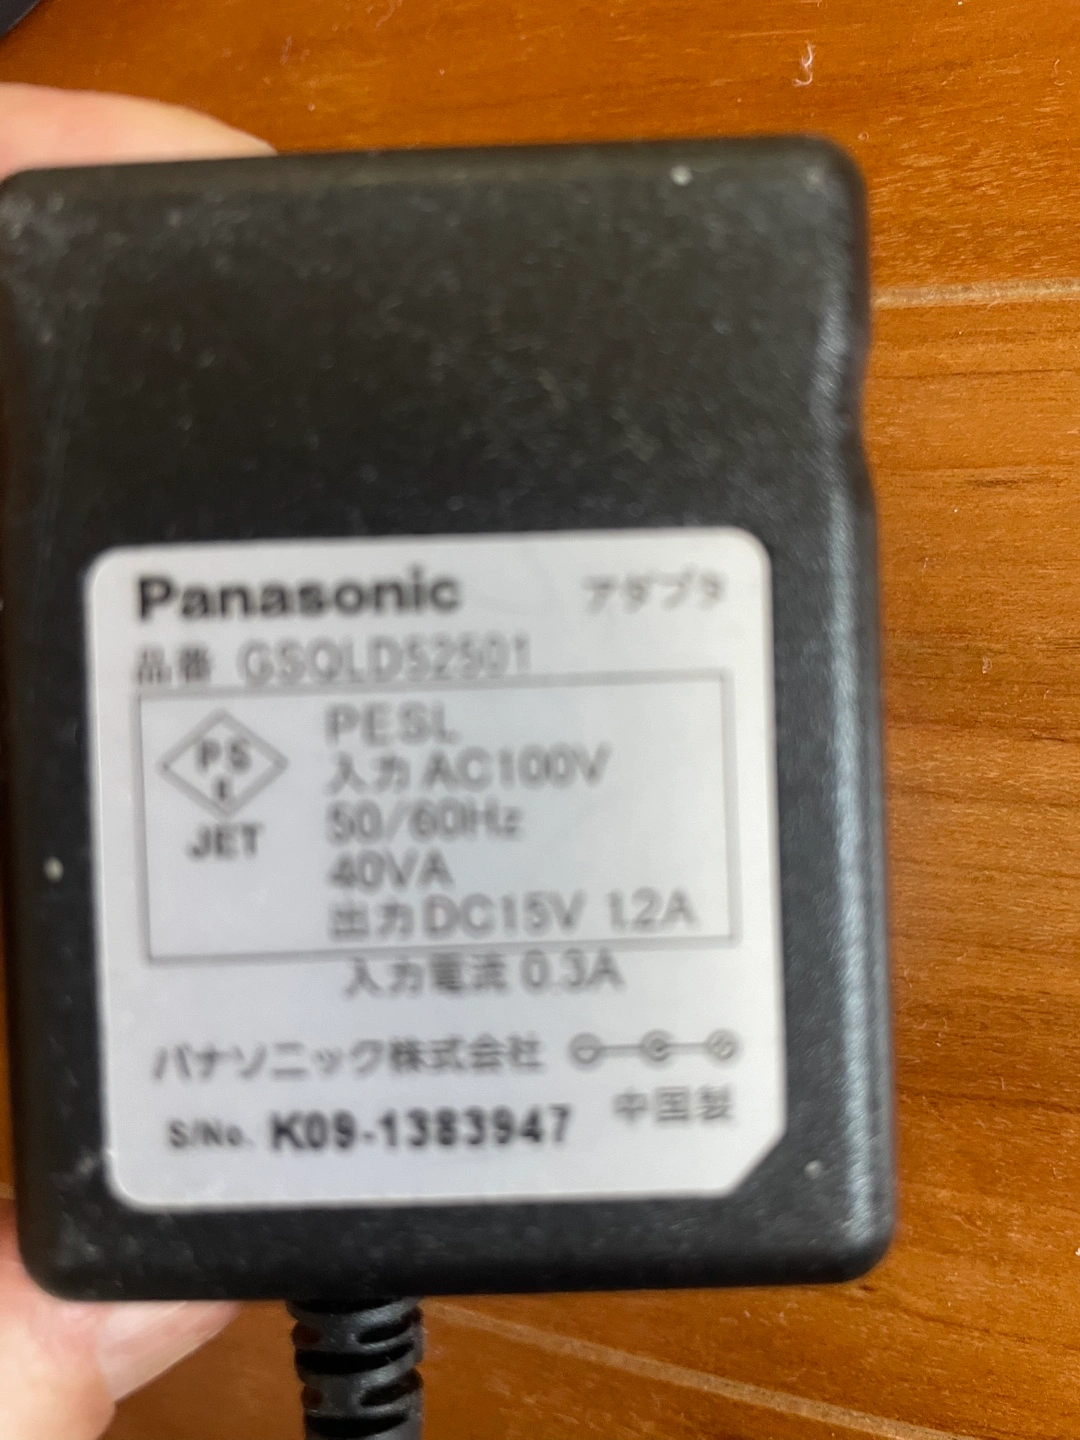 Panasonic アダプタ
品番 GSQLD52501
PS
E
JET
PESL
入力 AC100V
50/60Hz
40VA
出力 DC15V 1.2A
入力電流 0.3A
パナソニック株式会社
中国製
S/No. K09-1383947